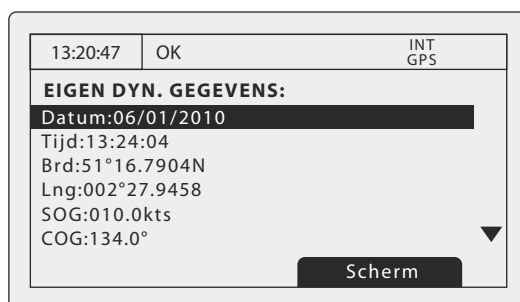 13:20:47 OK INT
GPS
EIGEN DYN. GEGEVENS:
Datum:06/01/2010
Tijd:13:24:04
Brd:51°16.7904N
Lng:002°27.9458
SOG:010.0kts
COG:134.0°
Scherm